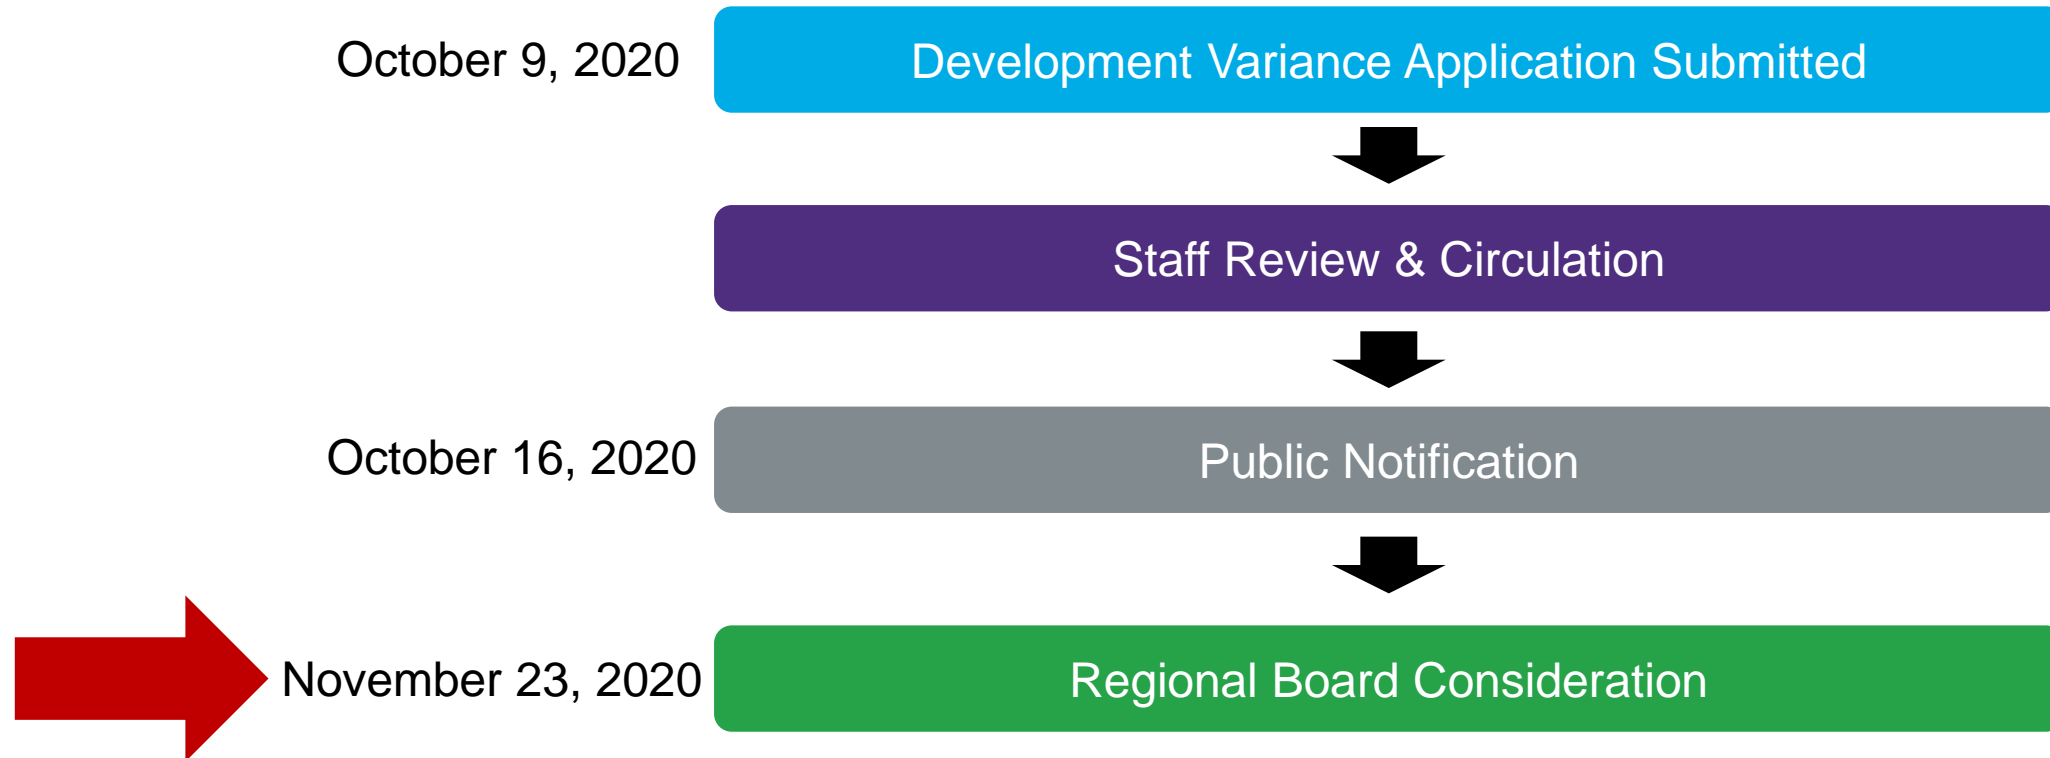 October 9, 2020
Development Variance Application Submitted
Staff Review & Circulation
October 16, 2020
Public Notification
November 23, 2020
Regional Board Consideration